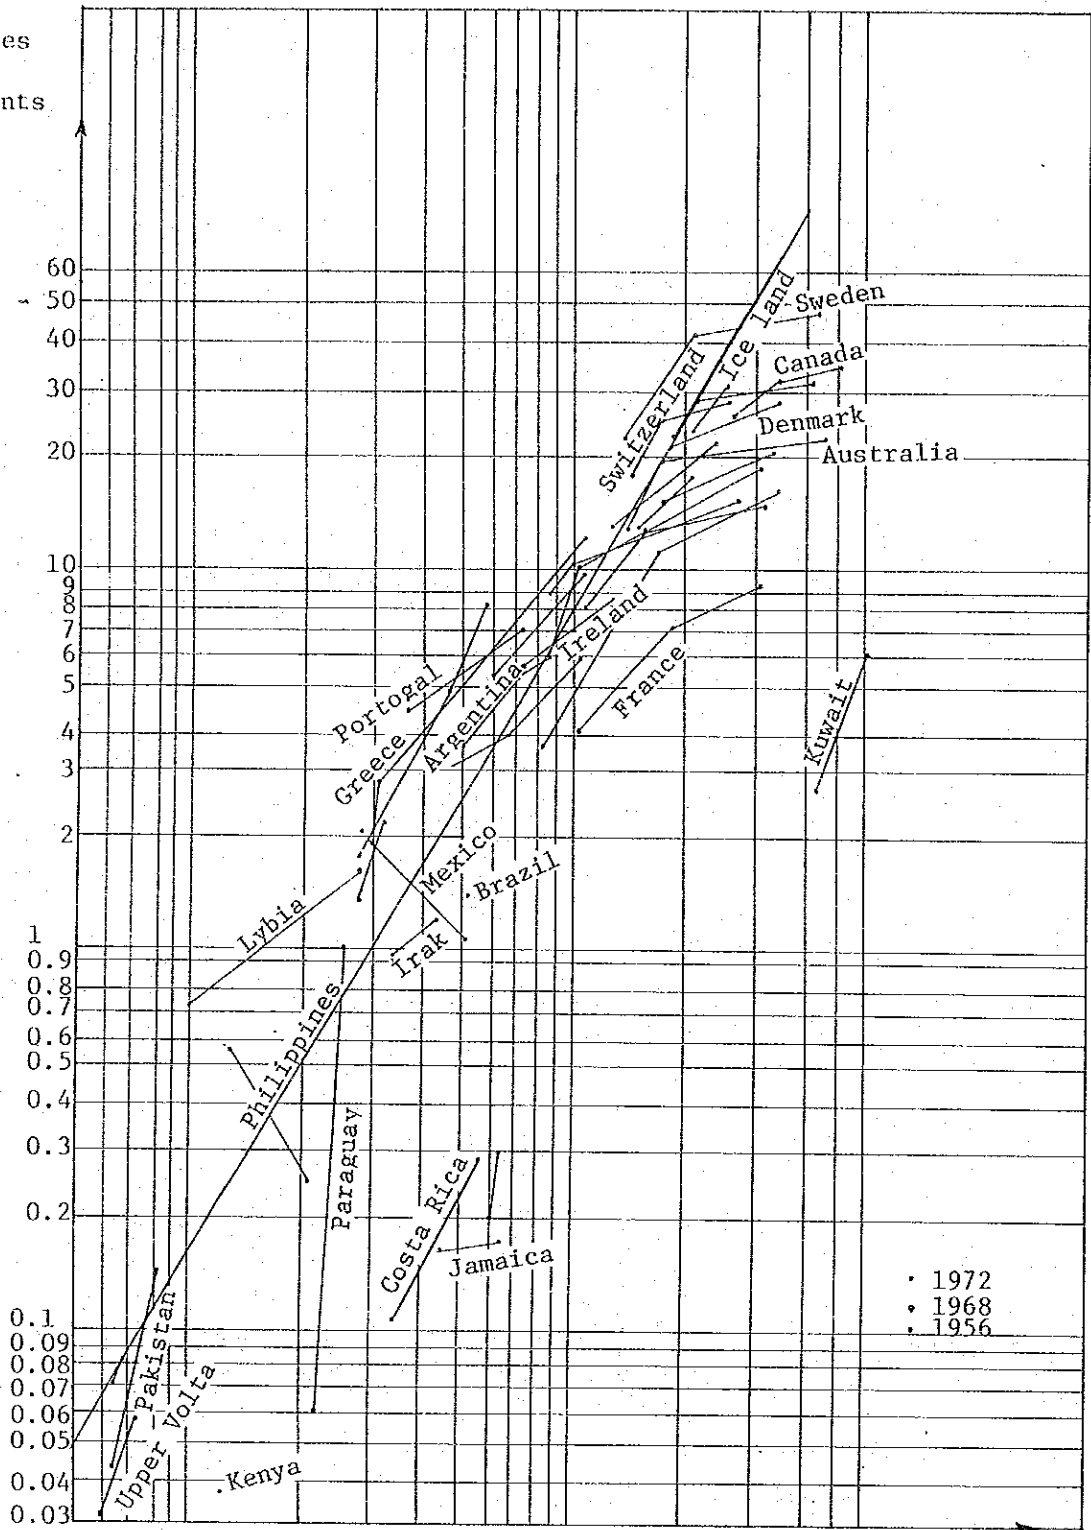 es
nts
60
50
40
30
20
10
9
8
7
6
5
4
3
2
1
0.9
0.8
0.7
0.6
0.5
0.4
0.3
0.2
0.1
0.09
0.08
0.07
0.06
0.05
0.04
0.03
Sweden
Ice land
Canada
Switzerland
Denmark
Australia
Ireland
Portogal
Argentina
France
Greece
Kuwait
Mexico
Brazil
Lybia
Irak
Philippines
Paraguay
Costa Rica
Jamaica
Pakistan
Upper Volta
Kenya
1972
1968
1956